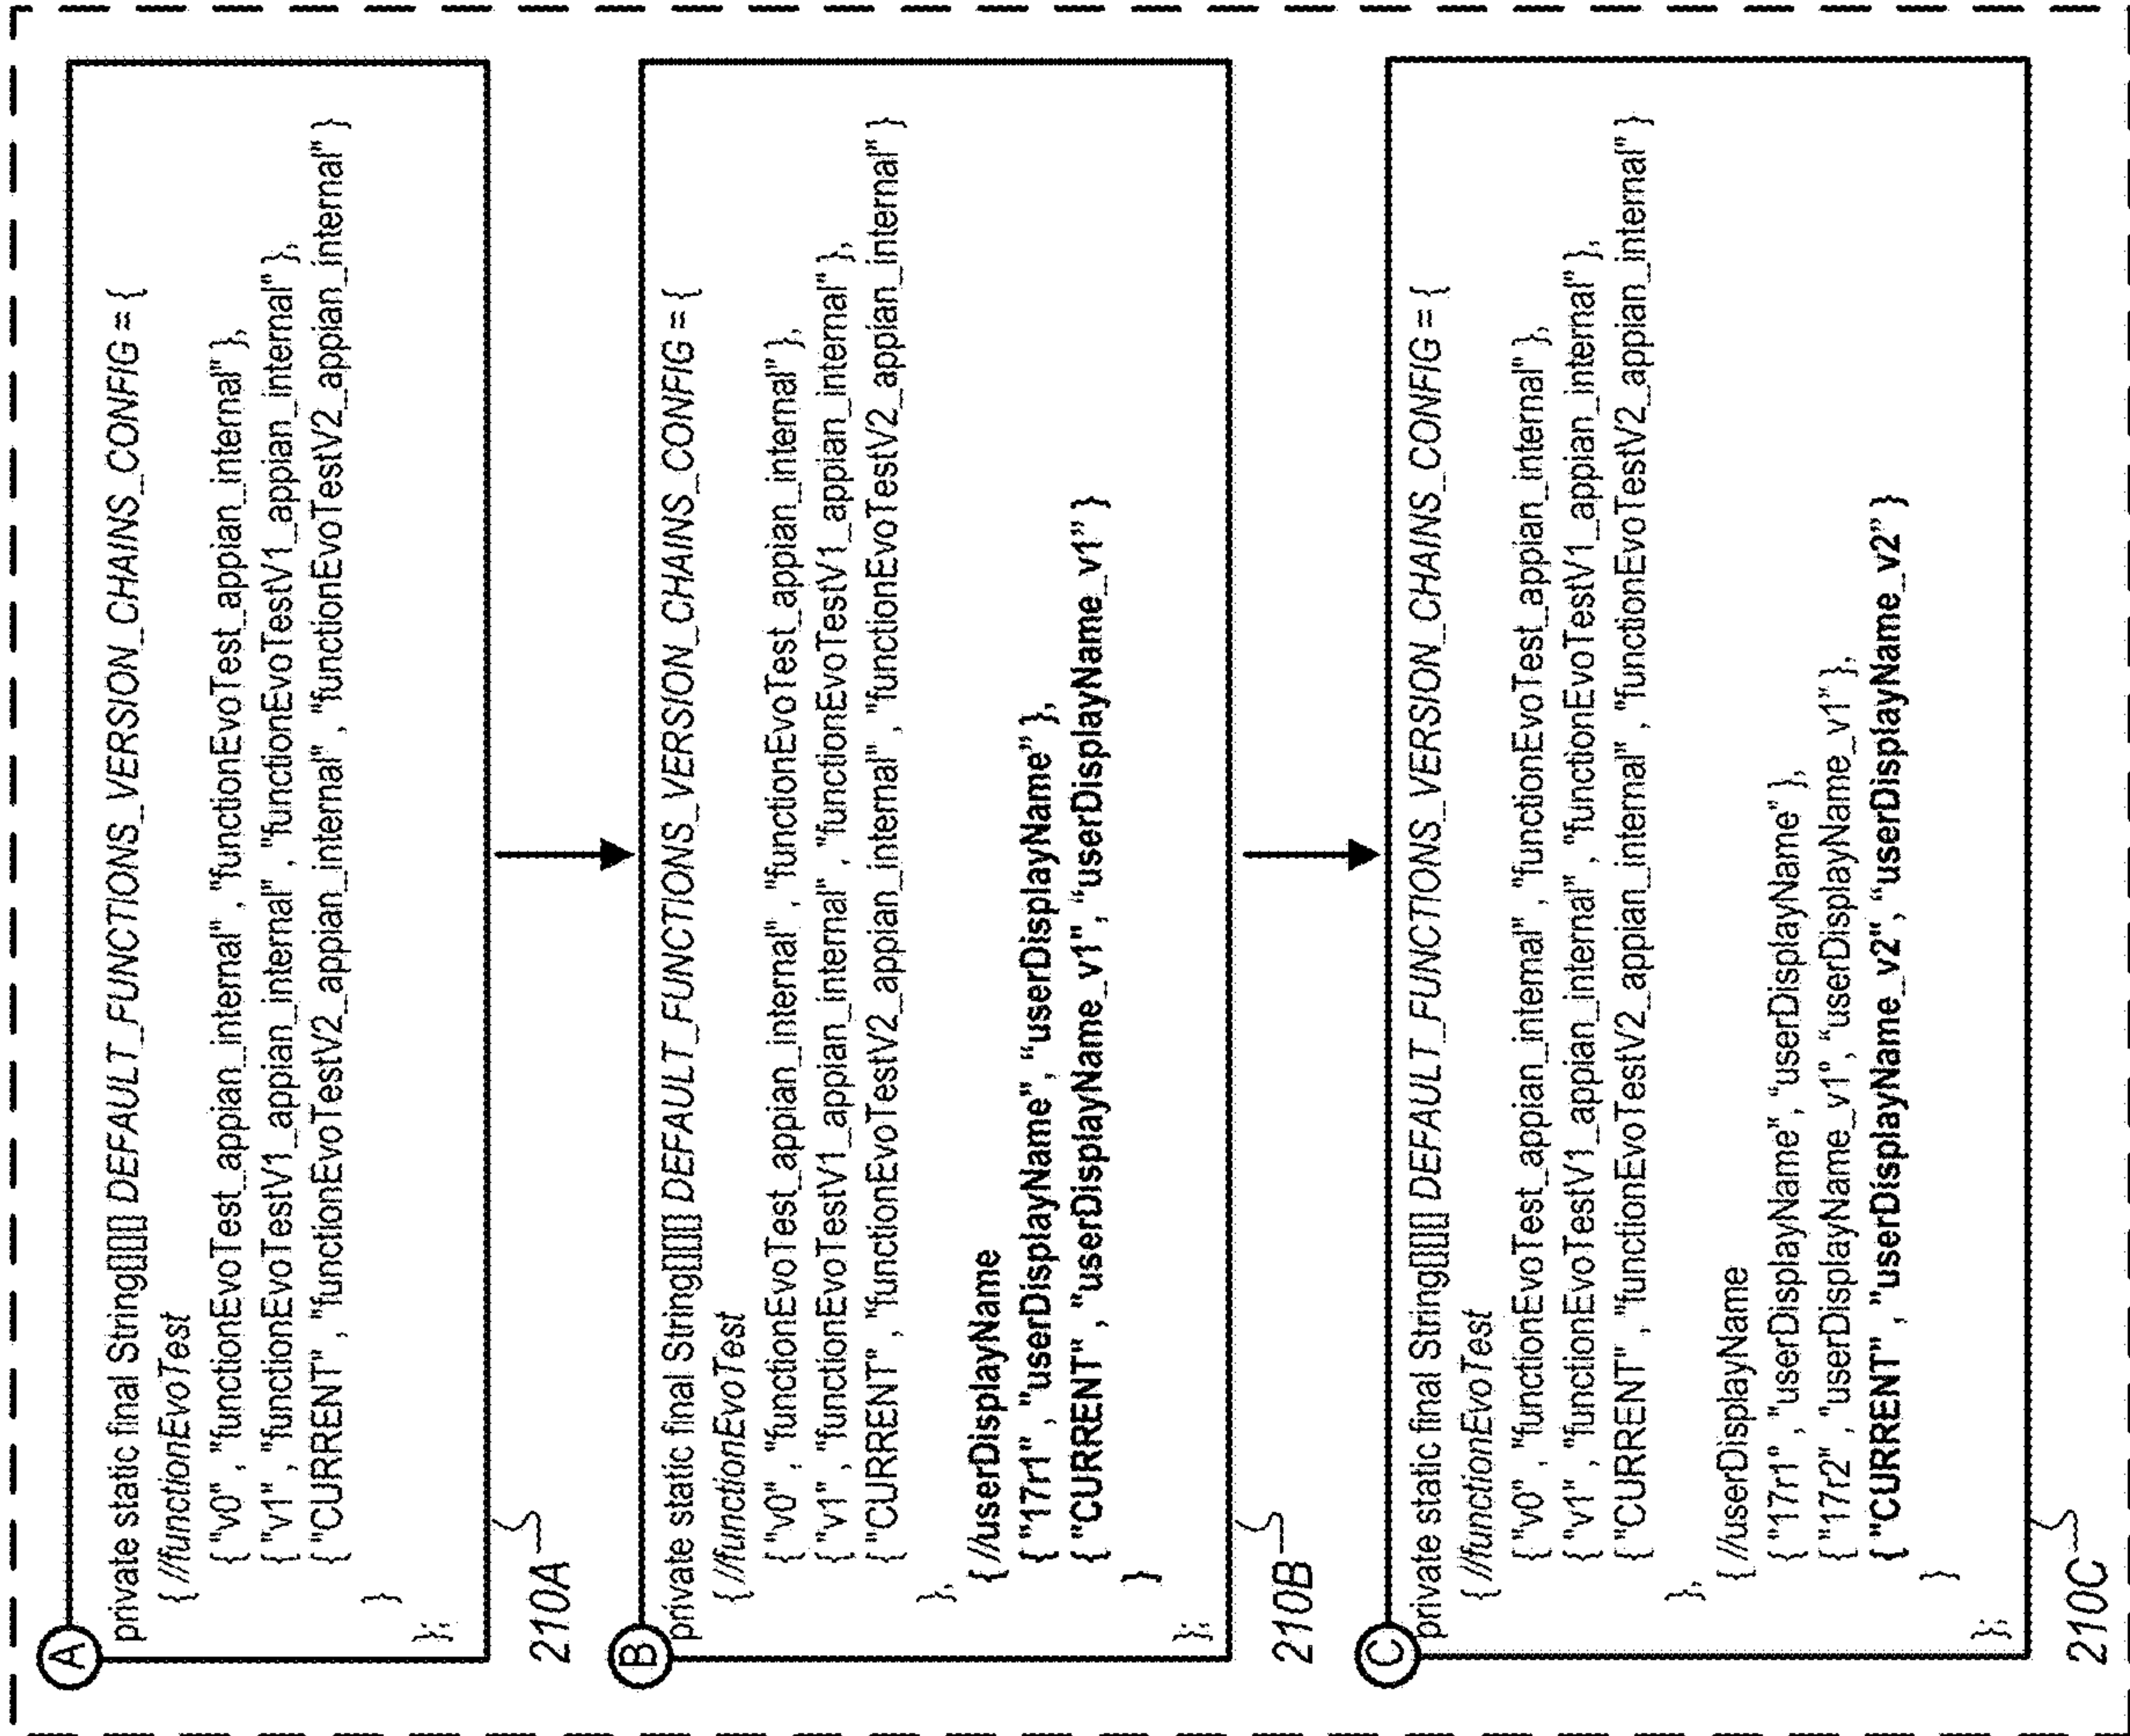 A
private static final String[][][] DEFAULT_FUNCTIONS_VERSION_CHAINS_CONFIG = {
{ //functionEvoTest
{ "v0" , "functionEvoTest_appian_internal" , "functionEvoTest_appian_internal" },
{ "v1" , "functionEvoTestV1_appian_internal" , "functionEvoTestV1_appian_internal" },
{ "CURRENT" , "functionEvoTestV2_appian_internal" , "functionEvoTestV2_appian_internal" }
}
};
210A
B
private static final String[][][] DEFAULT_FUNCTIONS_VERSION_CHAINS_CONFIG = {
{ //functionEvoTest
{ "v0" , "functionEvoTest_appian_internal" , "functionEvoTest_appian_internal" },
{ "v1" , "functionEvoTestV1_appian_internal" , "functionEvoTestV1_appian_internal" },
{ "CURRENT" , "functionEvoTestV2_appian_internal" , "functionEvoTestV2_appian_internal" }
},
{ //userDisplayName
{ "17r1" , "userDisplayName", “userDisplayName” },
{ "CURRENT" , "userDisplayName_v1", “userDisplayName_v1” }
}
};
210B
C
private static final String[][][] DEFAULT_FUNCTIONS_VERSION_CHAINS_CONFIG = {
{ //functionEvoTest
{ "v0" , "functionEvoTest_appian_internal" , "functionEvoTest_appian_internal" },
{ "v1" , "functionEvoTestV1_appian_internal" , "functionEvoTestV1_appian_internal" },
{ "CURRENT" , "functionEvoTestV2_appian_internal" , "functionEvoTestV2_appian_internal" }
},
{ //userDisplayName
{ "17r1" , "userDisplayName", “userDisplayName” },
{ "17r2" , "userDisplayName_v1", “userDisplayName_v1” },
{ "CURRENT" , "userDisplayName_v2", “userDisplayName_v2” }
}
};
210C